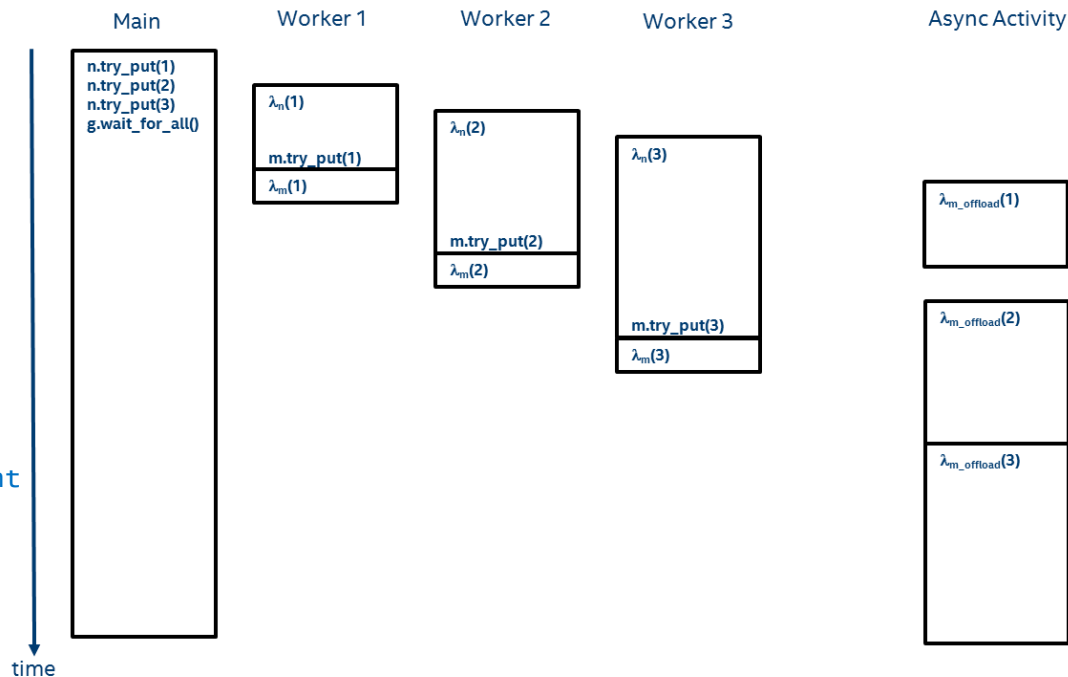 Main
Worker 1
Worker 2
Worker 3
Async Activity
n.try_put(1)
n.try_put(2)
n.try_put(3)
g.wait_for_all()
λn(1)
m.try_put(1)
λm(1)
λn(2)
m.try_put(2)
λm(2)
λn(3)
m.try_put(3)
λm(3)
λm_offload(1)
λm_offload(2)
λm_offload(3)
time